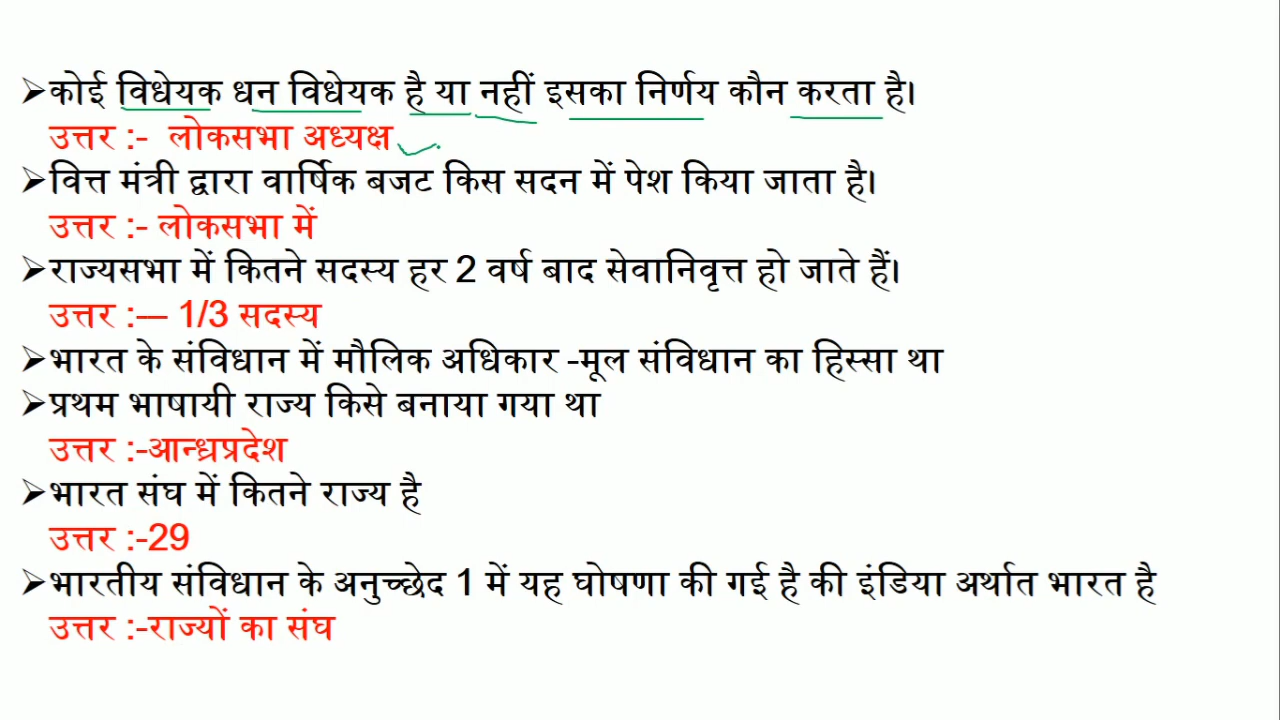 ➢कोई विधेयक धन विधेयक है या नहीं इसका निर्णय कौन करता है।
उत्तर :- लोकसभा अध्यक्ष
➢वित्त मंत्री द्वारा वार्षिक बजट किस सदन में पेश किया जाता है।
उत्तर :- लोकसभा में
➢राज्यसभा में कितने सदस्य हर 2 वर्ष बाद सेवानिवृत्त हो जाते हैं।
उत्तर :-– 1/3 सदस्य
➢भारत के संविधान में मौलिक अधिकार -मूल संविधान का हिस्सा था
➢प्रथम भाषायी राज्य किसे बनाया गया था
उत्तर :-आन्ध्रप्रदेश
➢भारत संघ में कितने राज्य है
उत्तर :-29
➢भारतीय संविधान के अनुच्छेद 1 में यह घोषणा की गई है की इंडिया अर्थात भारत है
उत्तर :-राज्यों का संघ